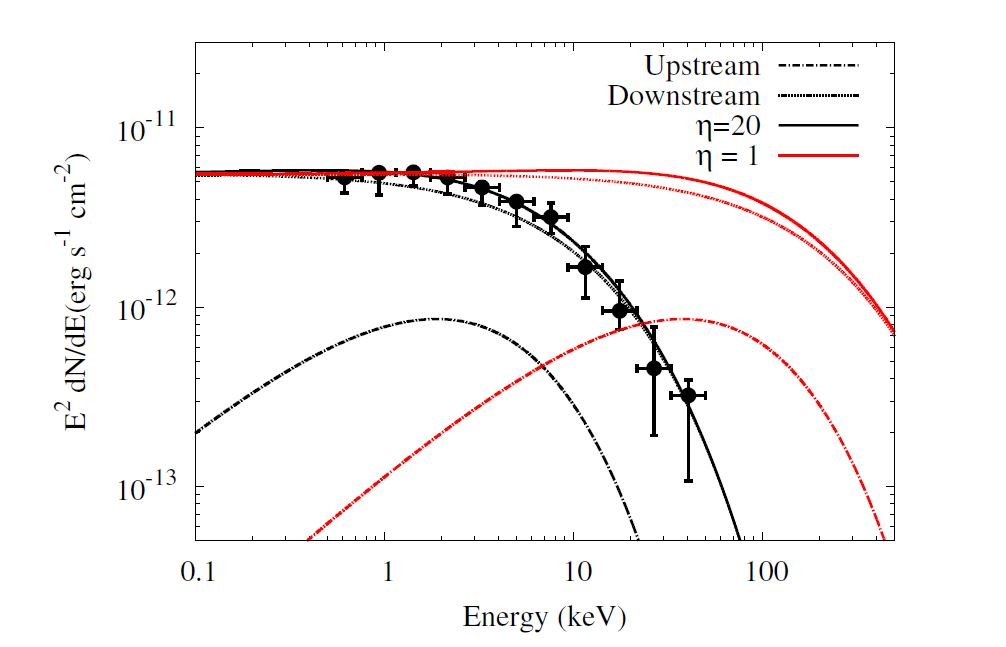 Upstream
Downstream
η=20
η = 1
10^-11
10^-12
10^-13
E^2 dN/dE(erg s^-1 cm^-2)
0.1 1 10 100
Energy (keV)